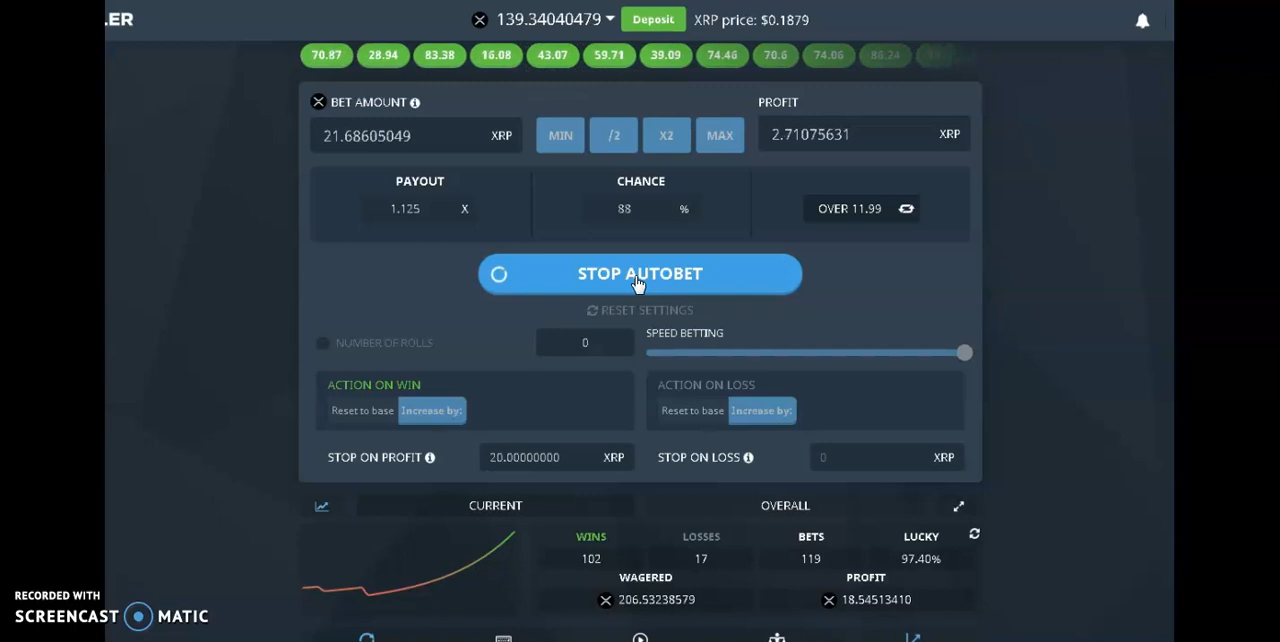 LER
139.34040479 Deposit XRP price: $0.1879
70.87 28.94 83.38 16.08 43.07 59.71 39.09 74.46 70.6 74.06 86.24
BET AMOUNT PROFIT
21.68605049 XRP MIN /2 X2 MAX 2.71075631 XRP
PAYOUT CHANCE
1.125 X 88 % OVER 11.99
STOP AUTOBET
RESET SETTINGS
SPEED BETTING
NUMBER OF ROLLS 0
ACTION ON WIN ACTION ON LOSS
Reset to base Increase by: Reset to base Increase by:
STOP ON PROFIT 20.00000000 XRP STOP ON LOSS 0 XRP
CURRENT OVERALL
WINS LOSSES BETS LUCKY
102 17 119 97.40%
WAGERED PROFIT
206.53238579 18.54513410
RECORDED WITH
SCREENCAST MATIC